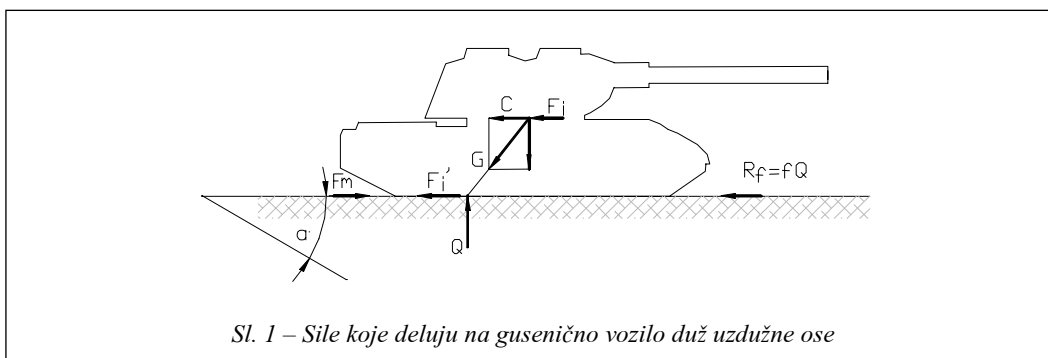 C Fi
G
Fm Fi' Rf=fQ
a
Q
Sl. 1 – Sile koje deluju na gusenično vozilo duž uzdužne ose